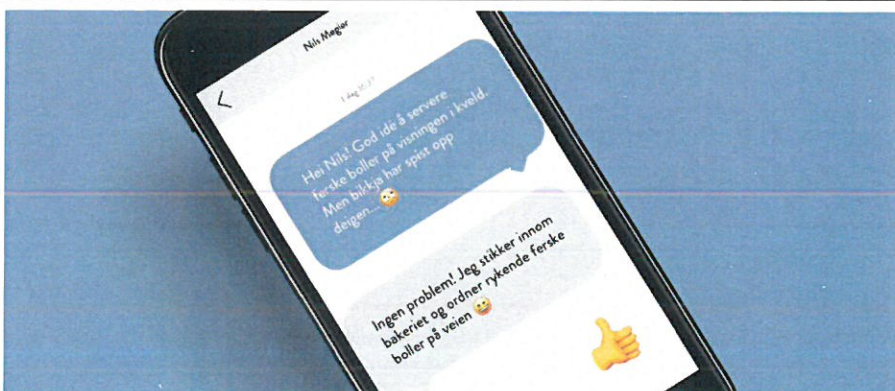 Nils Megjør
I dag 10.37
Hei Nils! God idé å servere
ferske boller på visningen i kveld.
Men bikkja har spist opp
deigen...
Ingen problem! Jeg stikker innom
bakeriet og ordner rykende ferske
boller på veien